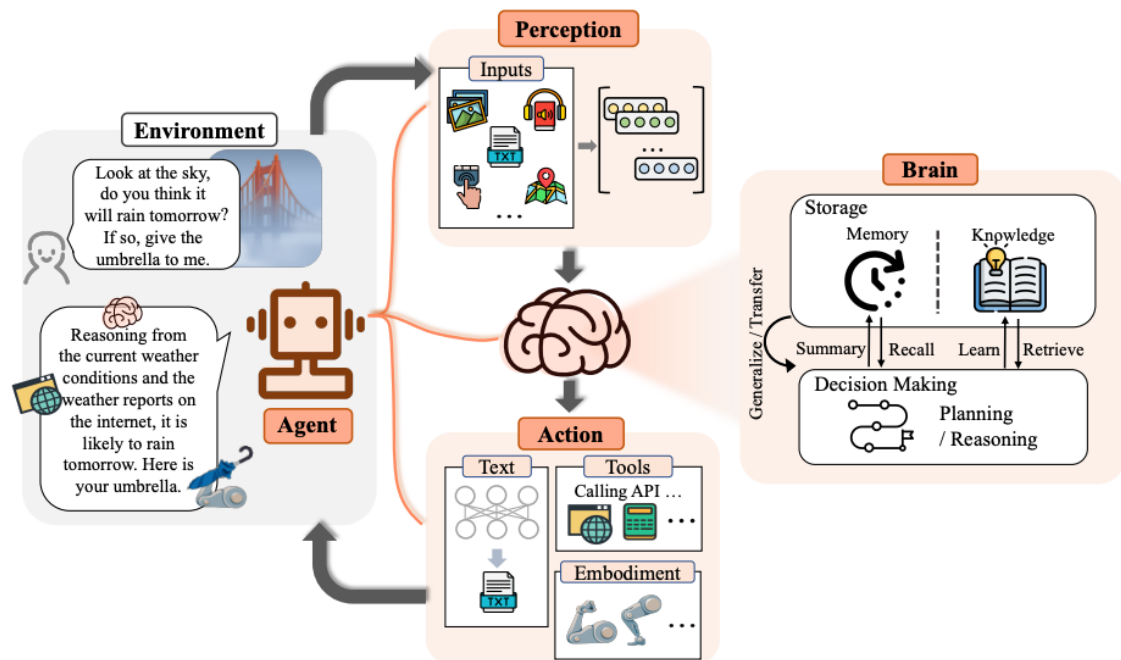 Perception
Inputs
TXT
...
...
Environment
Look at the sky,
do you think it
will rain tomorrow?
If so, give the
umbrella to me.
Reasoning from
the current weather
conditions and the
weather reports on
the internet, it is
likely to rain
tomorrow. Here is
your umbrella.
Agent
Action
Text
TXT
Tools
Calling API ...
...
Embodiment
...
Brain
Storage
Memory
Knowledge
Generalize / Transfer
Summary
Recall
Learn
Retrieve
Decision Making
Planning
/ Reasoning